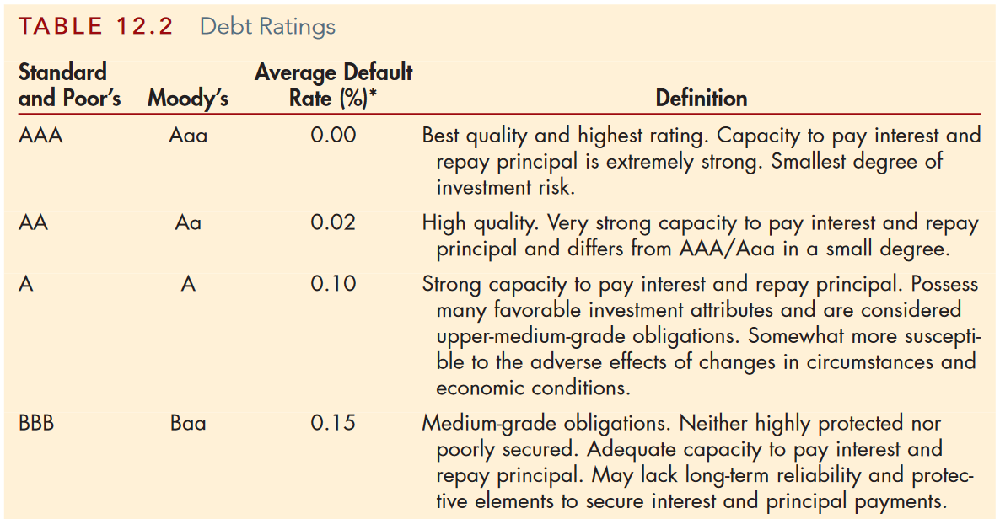 TABLE 12.2 Debt Ratings
Standard and Poor's Moody's Average Default Rate (%)* Definition
AAA Aaa 0.00 Best quality and highest rating. Capacity to pay interest and
repay principal is extremely strong. Smallest degree of
investment risk.
AA Aa 0.02 High quality. Very strong capacity to pay interest and repay
principal and differs from AAA/Aaa in a small degree.
A A 0.10 Strong capacity to pay interest and repay principal. Possess
many favorable investment attributes and are considered
upper-medium-grade obligations. Somewhat more suscepti-
ble to the adverse effects of changes in circumstances and
economic conditions.
BBB Baa 0.15 Medium-grade obligations. Neither highly protected nor
poorly secured. Adequate capacity to pay interest and
repay principal. May lack long-term reliability and protec-
tive elements to secure interest and principal payments.